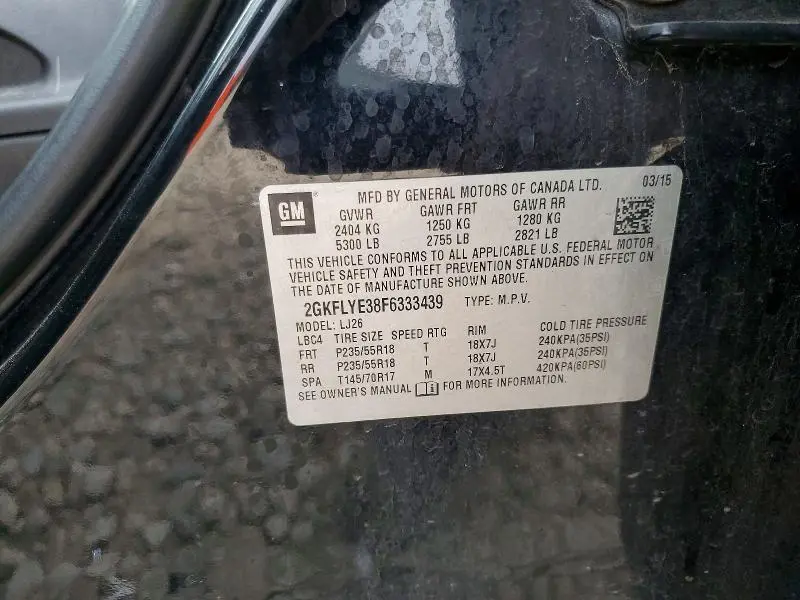 GM ® MFD BY GENERAL MOTORS OF CANADA LTD. 03/15
GVWR GAWR FRT GAWR RR
2404 KG 1250 KG 1280 KG
5300 LB 2755 LB 2821 LB
THIS VEHICLE CONFORMS TO ALL APPLICABLE U.S. FEDERAL MOTOR
VEHICLE SAFETY AND THEFT PREVENTION STANDARDS IN EFFECT ON
THE DATE OF MANUFACTURE SHOWN ABOVE.
2GKFLYE38F6333439 TYPE: M.P.V.
MODEL: LJ26
LBC4 TIRE SIZE SPEED RTG RIM COLD TIRE PRESSURE
FRT P235/55R18 T 18X7J 240KPA(35PSI)
RR P235/55R18 T 18X7J 240KPA(35PSI)
SPA T145/70R17 M 17X4.5T 420KPA(60PSI)
SEE OWNER'S MANUAL i FOR MORE INFORMATION.